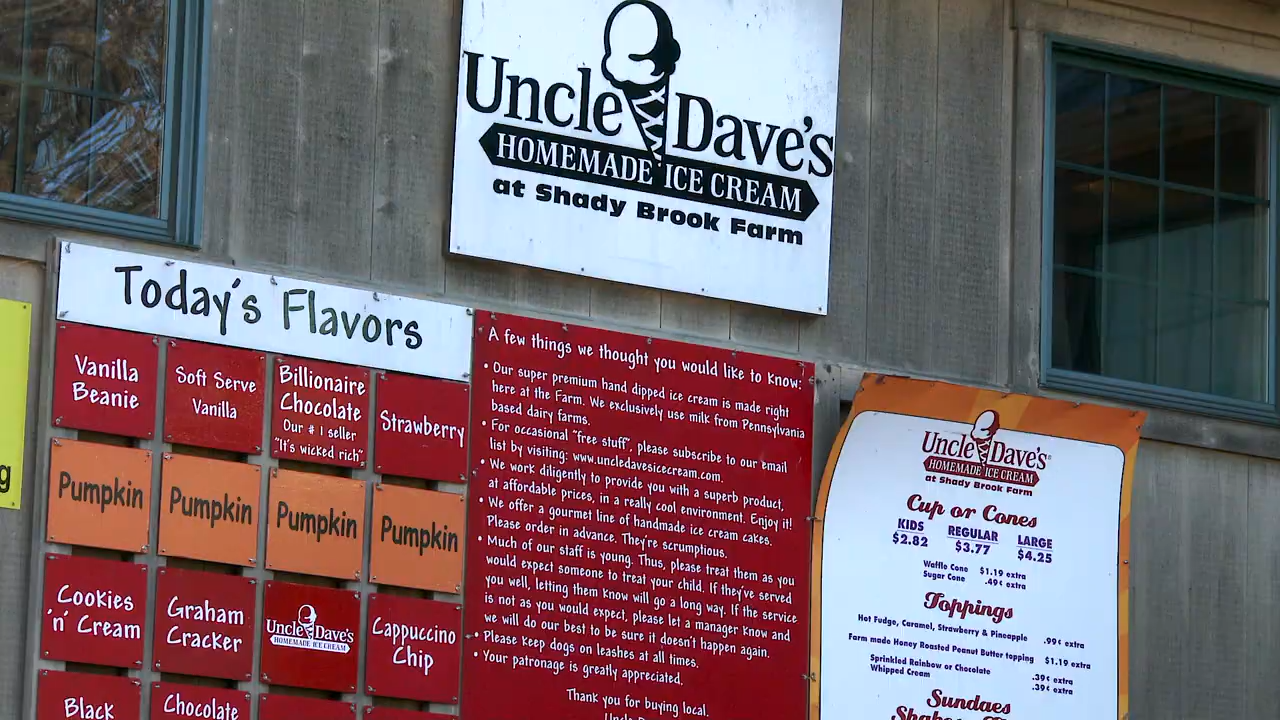 Uncle Dave's
HOMEMADE ICE CREAM
at Shady Brook Farm
g
Today's Flavors
Vanilla
Beanie
Soft Serve
Vanilla
Billionaire
Chocolate
Our # 1 seller
"It's wicked rich"
Strawberry
Pumpkin
Pumpkin
Pumpkin
Pumpkin
Cookies
'n' Cream
Graham
Cracker
Uncle Dave's
HOMEMADE ICE CREAM
Cappuccino
Chip
Black
Chocolate
A few things we thought you would like to know:
• Our super premium hand dipped ice cream is made right
here at the Farm. We exclusively use milk from Pennsylvania
based dairy farms.
• For occasional "free stuff", please subscribe to our email
list by visiting: www.uncledavesicecream.com.
• We work diligently to provide you with a superb product,
at affordable prices, in a really cool environment. Enjoy it!
• We offer a gourmet line of handmade ice cream cakes.
Please order in advance. They're scrumptious.
• Much of our staff is young. Thus, please treat them as you
would expect someone to treat your child. If they've served
you well, letting them know will go a long way. If the service
is not as you would expect, please let a manager know and
we will do our best to be sure it doesn't happen again.
• Please keep dogs on leashes at all times.
• Your patronage is greatly appreciated.
Thank you for buying local.
Uncle
Uncle Dave's®
HOMEMADE ICE CREAM
at Shady Brook Farm
Cup or Cones
KIDS REGULAR LARGE
$2.82 $3.77 $4.25
Waffle Cone $1.19 extra
Sugar Cone .49¢ extra
Toppings
Hot Fudge, Caramel, Strawberry & Pineapple .99¢ extra
Farm made Honey Roasted Peanut Butter topping $1.19 extra
Sprinkled Rainbow or Chocolate .39¢ extra
Whipped Cream .39¢ extra
Sundaes